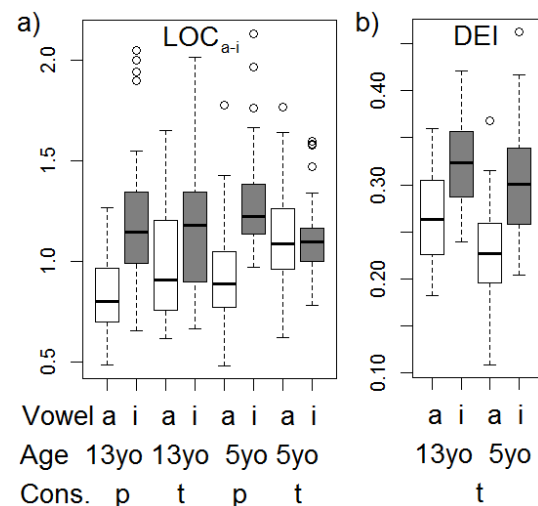 a) LOCa-i b) DEI
2.0
1.5
1.0
0.5
0.40
0.30
0.20
0.10
Vowel a i a i a i a i a i a i
Age 13yo 13yo 5yo 5yo 13yo 5yo
Cons. p t p t t